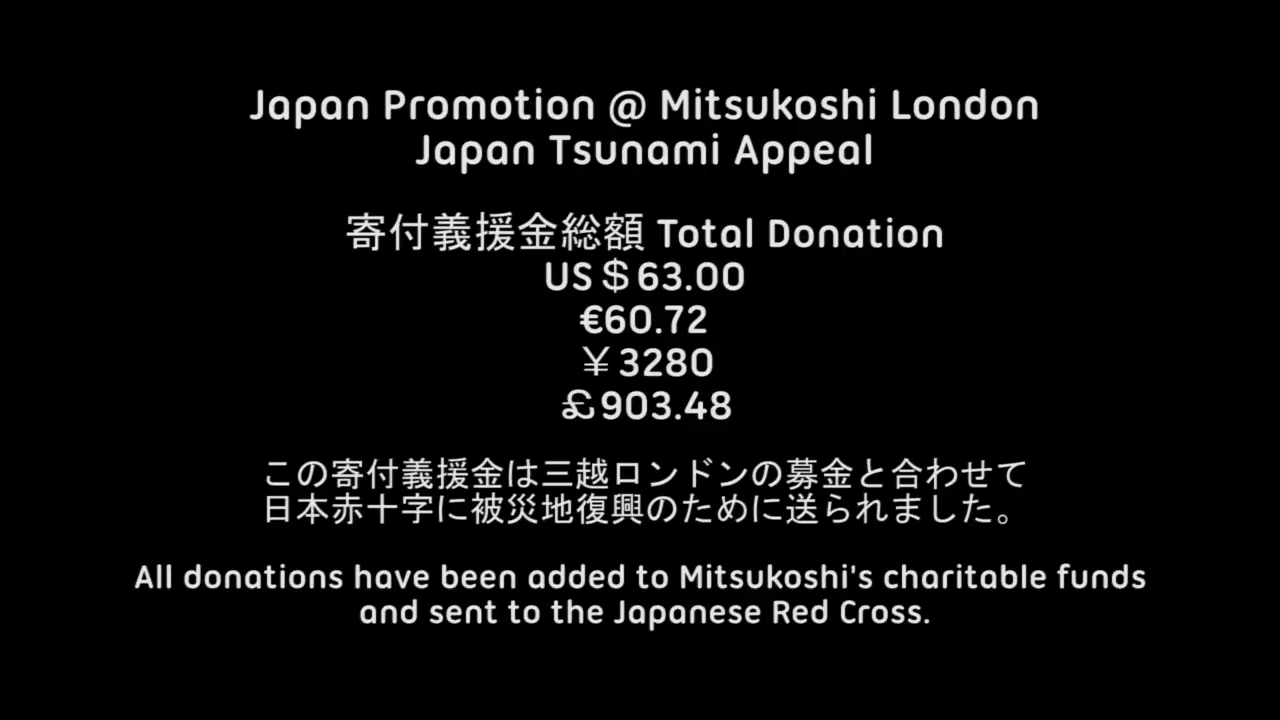 Japan Promotion @ Mitsukoshi London
Japan Tsunami Appeal
寄付義援金総額 Total Donation
US＄63.00
€60.72
￥3280
￡903.48
この寄付義援金は三越ロンドンの募金と合わせて
日本赤十字に被災地復興のために送られました。
All donations have been added to Mitsukoshi's charitable funds
and sent to the Japanese Red Cross.